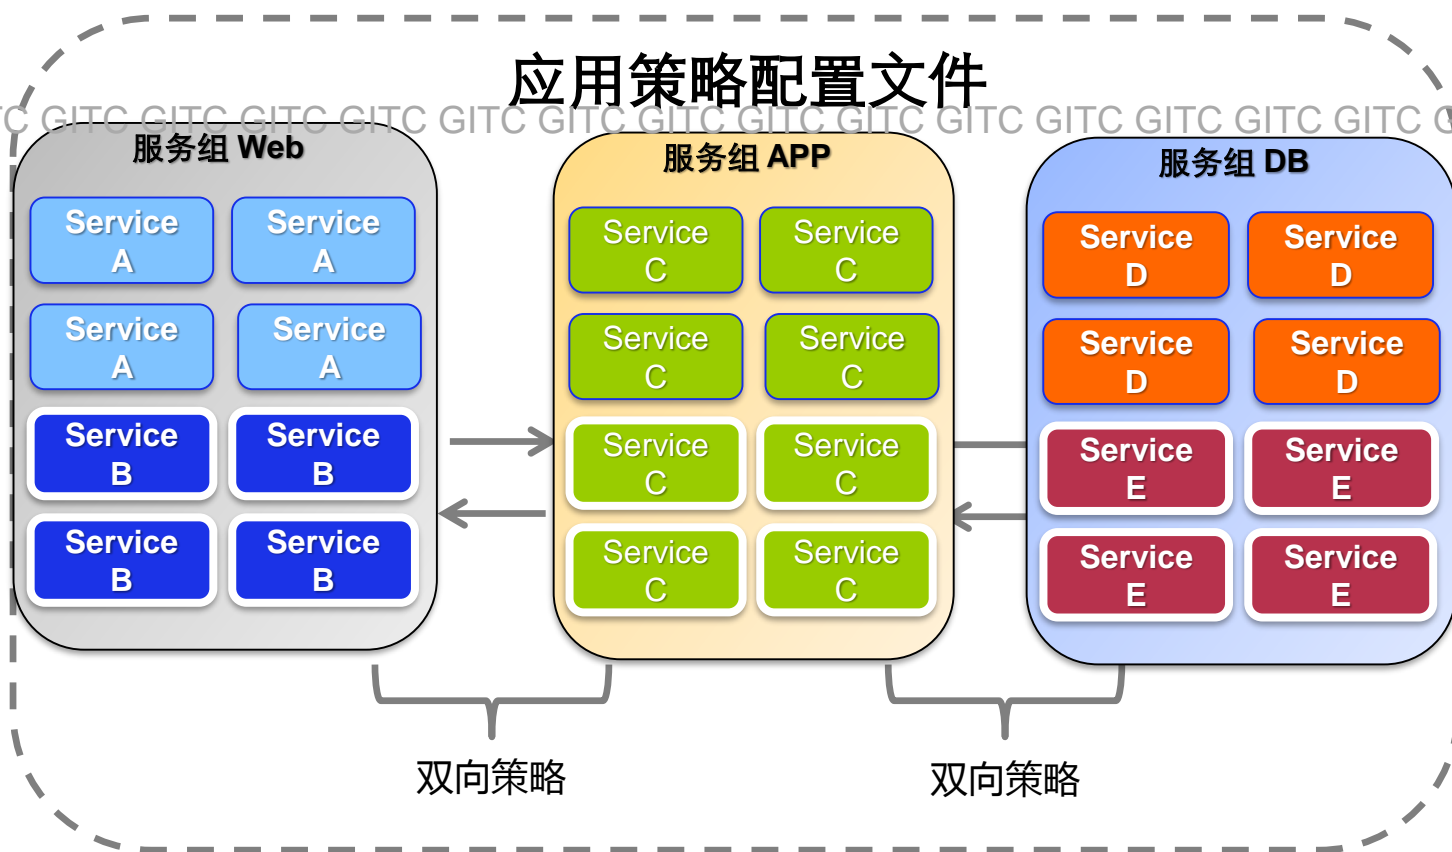 应用策略配置文件
GITC GITC GITC GITC GITC GITC GITC GITC GITC GITC GITC GITC GITC
服务组 Web
Service
A
Service
A
Service
A
Service
A
Service
B
Service
B
Service
B
Service
B
服务组 APP
Service
C
Service
C
Service
C
Service
C
Service
C
Service
C
Service
C
Service
C
服务组 DB
Service
D
Service
D
Service
D
Service
D
Service
E
Service
E
Service
E
Service
E
双向策略
双向策略